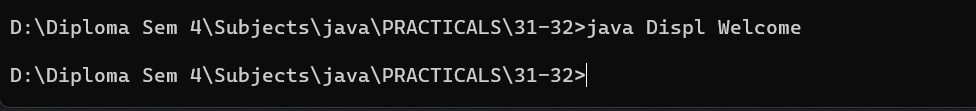 D:\Diploma Sem 4\Subjects\java\PRACTICALS\31-32>java Displ Welcome
D:\Diploma Sem 4\Subjects\java\PRACTICALS\31-32>